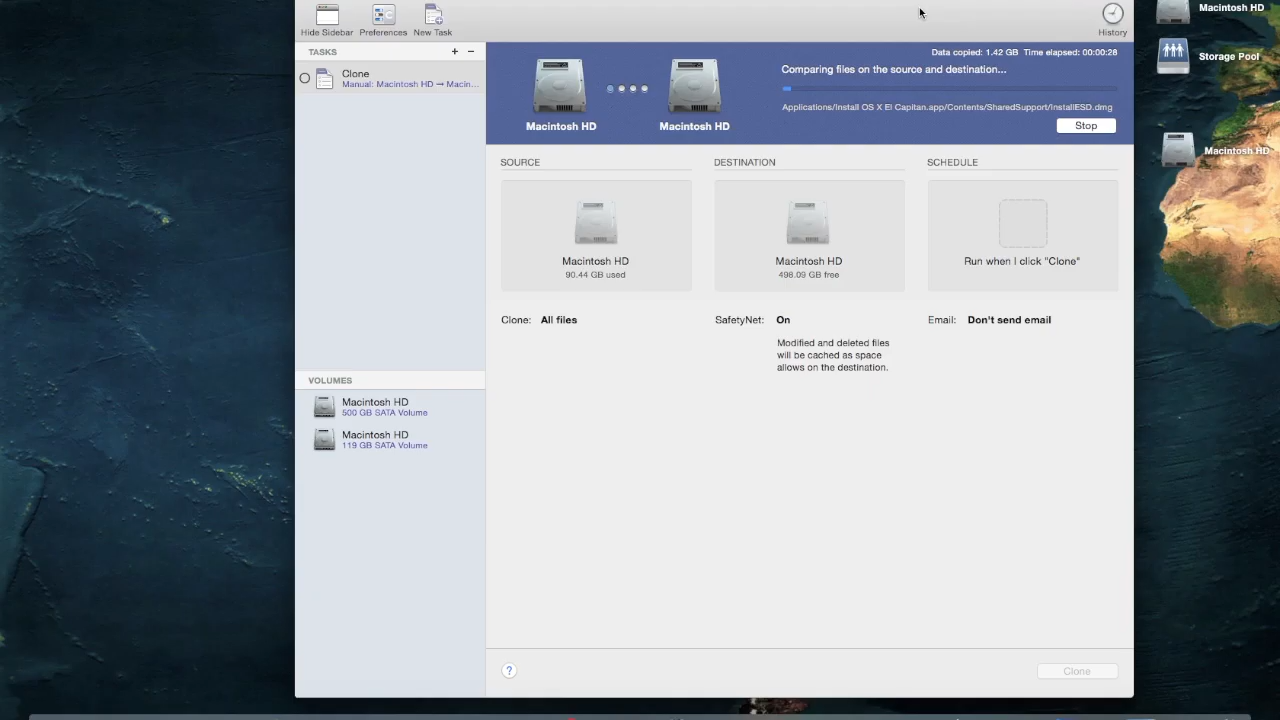 Hide Sidebar
Preferences
New Task
History
Macintosh HD
Storage Pool
Macintosh HD
TASKS
+ −
Clone
Manual: Macintosh HD → Macin...
Data copied: 1.42 GB Time elapsed: 00:00:28
Comparing files on the source and destination...
Applications/Install OS X El Capitan.app/Contents/SharedSupport/InstallESD.dmg
Stop
Macintosh HD
Macintosh HD
SOURCE
Macintosh HD
90.44 GB used
DESTINATION
Macintosh HD
498.09 GB free
SCHEDULE
Run when I click "Clone"
Clone: All files
SafetyNet: On
Modified and deleted files
will be cached as space
allows on the destination.
Email: Don't send email
VOLUMES
Macintosh HD
500 GB SATA Volume
Macintosh HD
119 GB SATA Volume
?
Clone